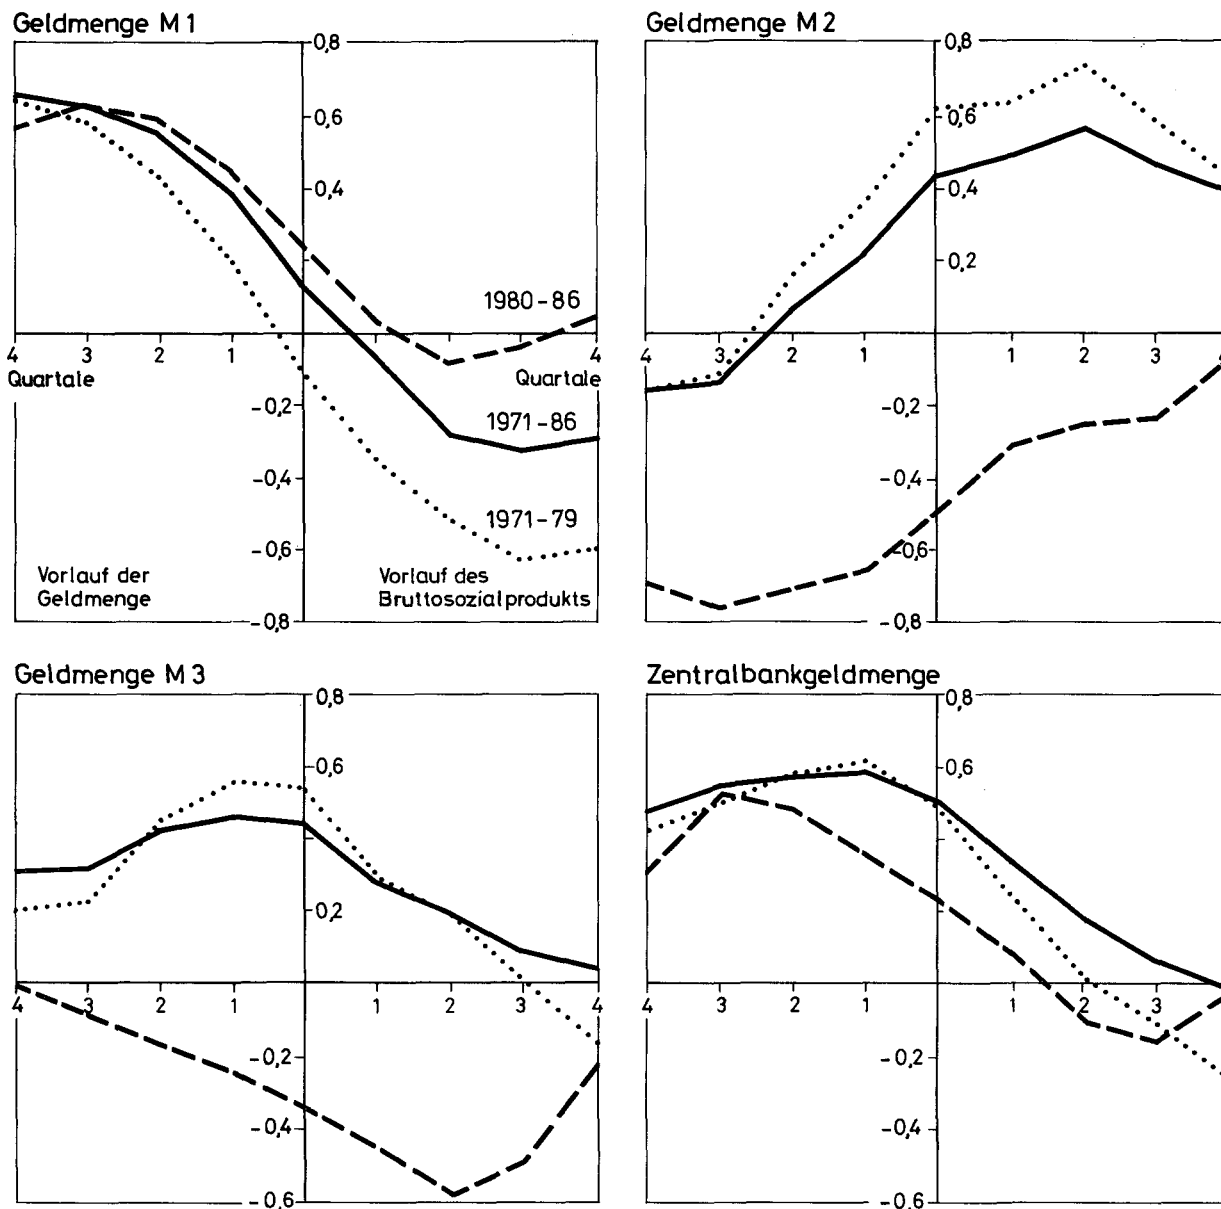 Geldmenge M1
0,8
0,6
0,4
1980-86
4 3 2 1 4
Quartale Quartale
-0,2
1971-86
-0,4
1971-79
-0,6
Vorlauf der Geldmenge
Vorlauf des Bruttosozialprodukts
-0,8
Geldmenge M2
0,8
0,6
0,4
0,2
4 3 2 1 1 2 3 4
-0,2
-0,4
-0,6
-0,8
Geldmenge M3
0,8
0,6
0,2
4 3 2 1 1 2 3 4
-0,2
-0,4
-0,6
Zentralbankgeldmenge
0,8
0,6
4 3 2 1 1 2 3
-0,2
-0,4
-0,6